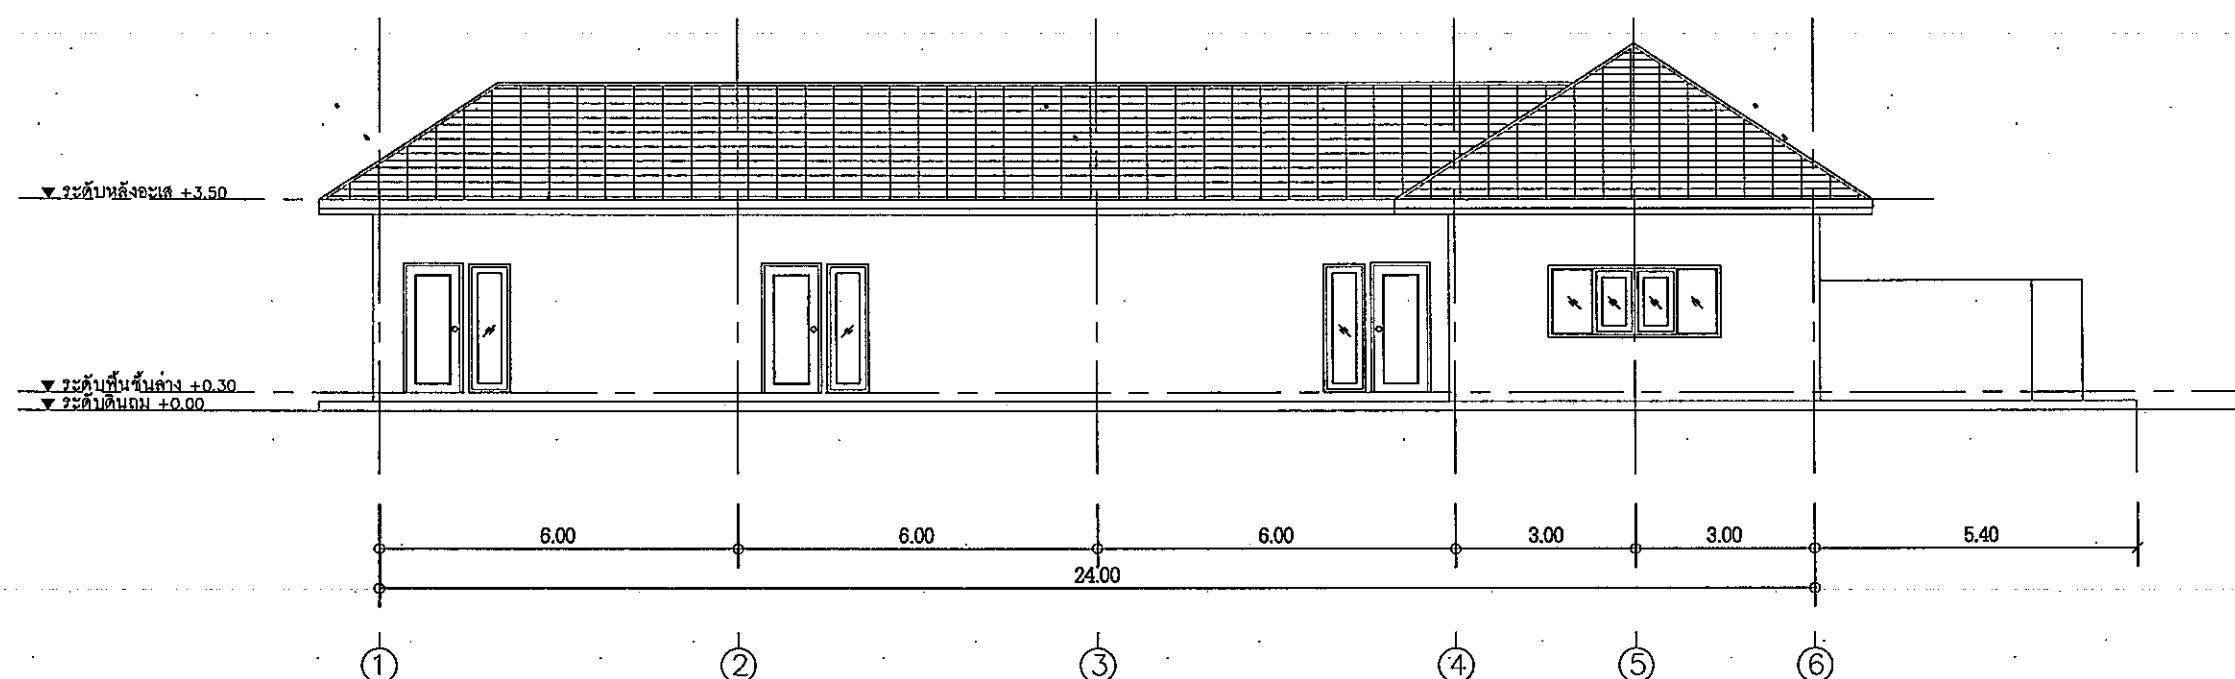 ระดับหลังอะเส +3.50
ระดับพื้นชั้นล่าง +0.30
ระดับดินถม +0.00
6.00 6.00 6.00 3.00 3.00 5.40
24.00
1 2 3 4 5 6